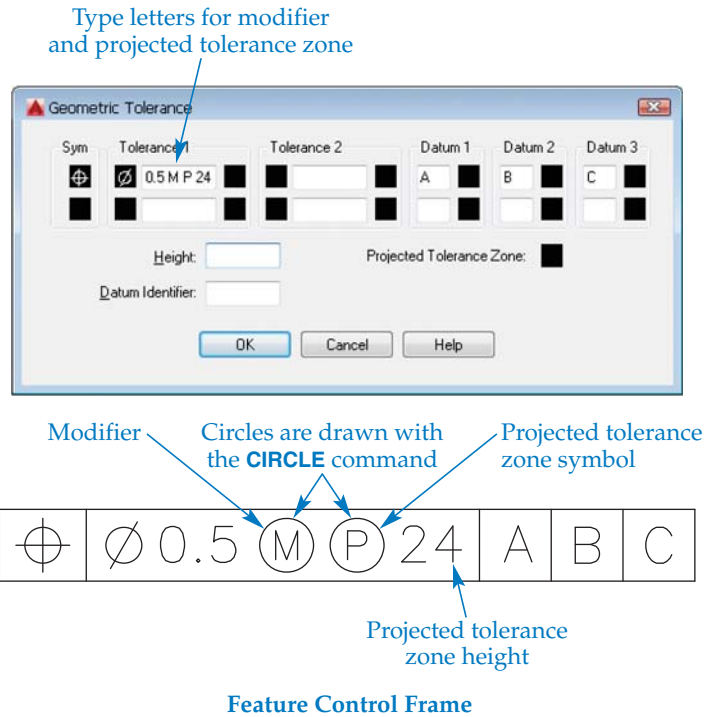 Type letters for modifier
and projected tolerance zone
Geometric Tolerance
Sym Tolerance 1 Tolerance 2 Datum 1 Datum 2 Datum 3
⌖ Ø 0.5 M P 24 A B C
Height: Projected Tolerance Zone:
Datum Identifier:
OK Cancel Help
Modifier
Circles are drawn with
the CIRCLE command
Projected tolerance
zone symbol
⌖ Ø 0.5 Ⓜ Ⓟ 24 A B C
Projected tolerance
zone height
Feature Control Frame